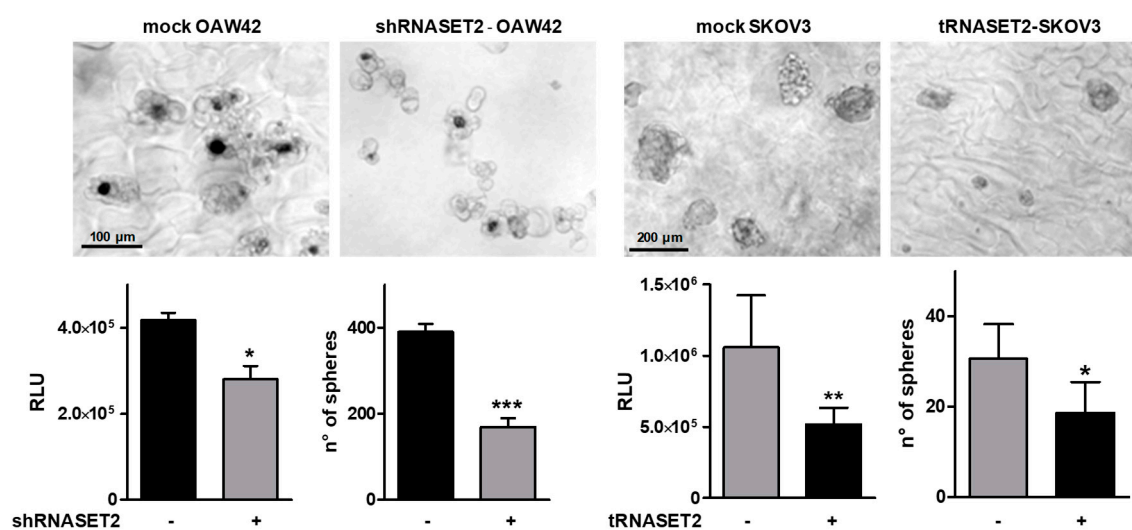 mock OAW42 shRNASET2 - OAW42 mock SKOV3 tRNASET2-SKOV3
100 µm 200 µm
RLU
4.0×10⁵
2.0×10⁵
0
*
n° of spheres
400
200
0
***
RLU
1.5×10⁶
1.0×10⁶
5.0×10⁵
0
**
n° of spheres
40
20
0
*
shRNASET2 - + - + tRNASET2 - + - +